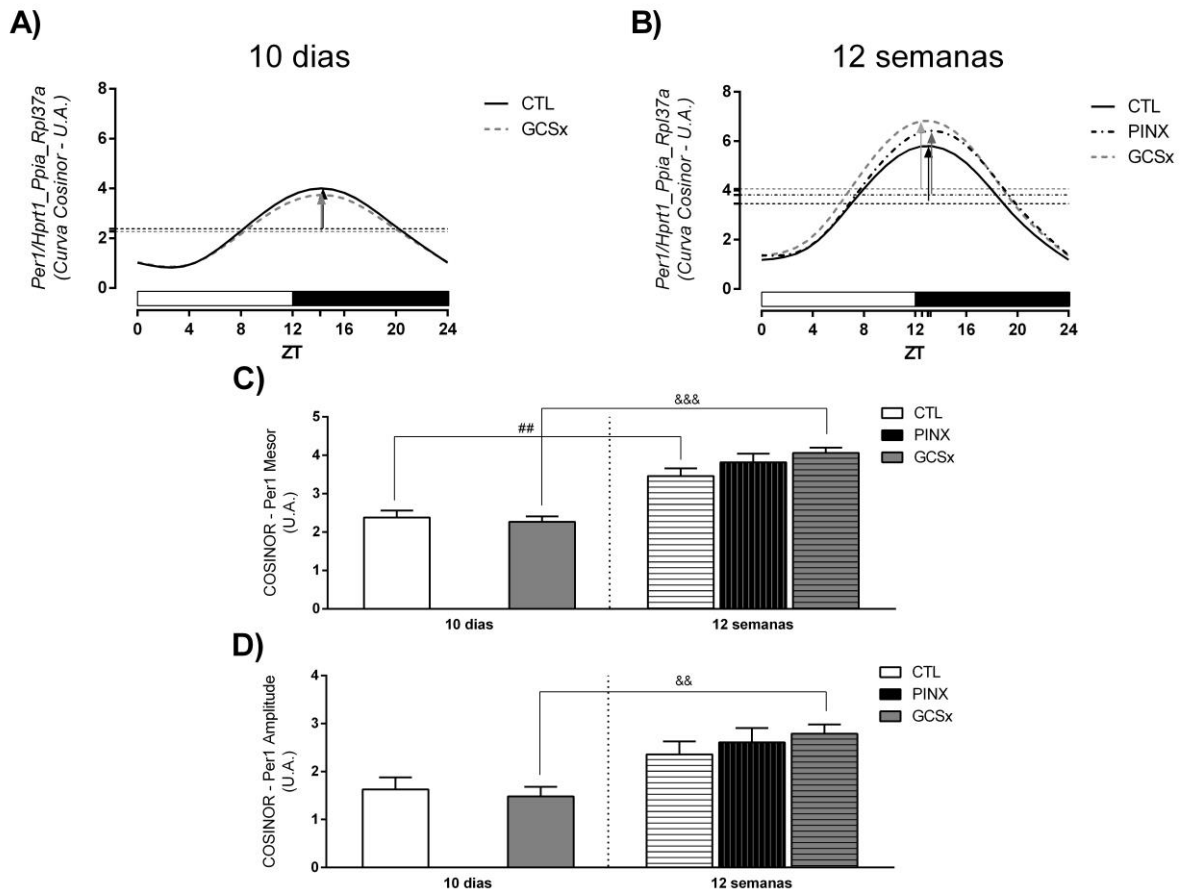 A)
10 dias
Per1/Hprt1_Ppia_Rpl37a
(Curva Cosinor - U.A.)
8
6
4
2
0
CTL
GCSx
0 4 8 12 16 20 24
ZT
B)
12 semanas
Per1/Hprt1_Ppia_Rpl37a
(Curva Cosinor - U.A.)
8
6
4
2
0
CTL
PINX
GCSx
0 4 8 12 16 20 24
ZT
C)
COSINOR - Per1 Mesor
(U.A.)
5
4
3
2
1
0
##
&&&
CTL
PINX
GCSx
10 dias 12 semanas
D)
COSINOR - Per1 Amplitude
(U.A.)
4
3
2
1
0
&&
CTL
PINX
GCSx
10 dias 12 semanas